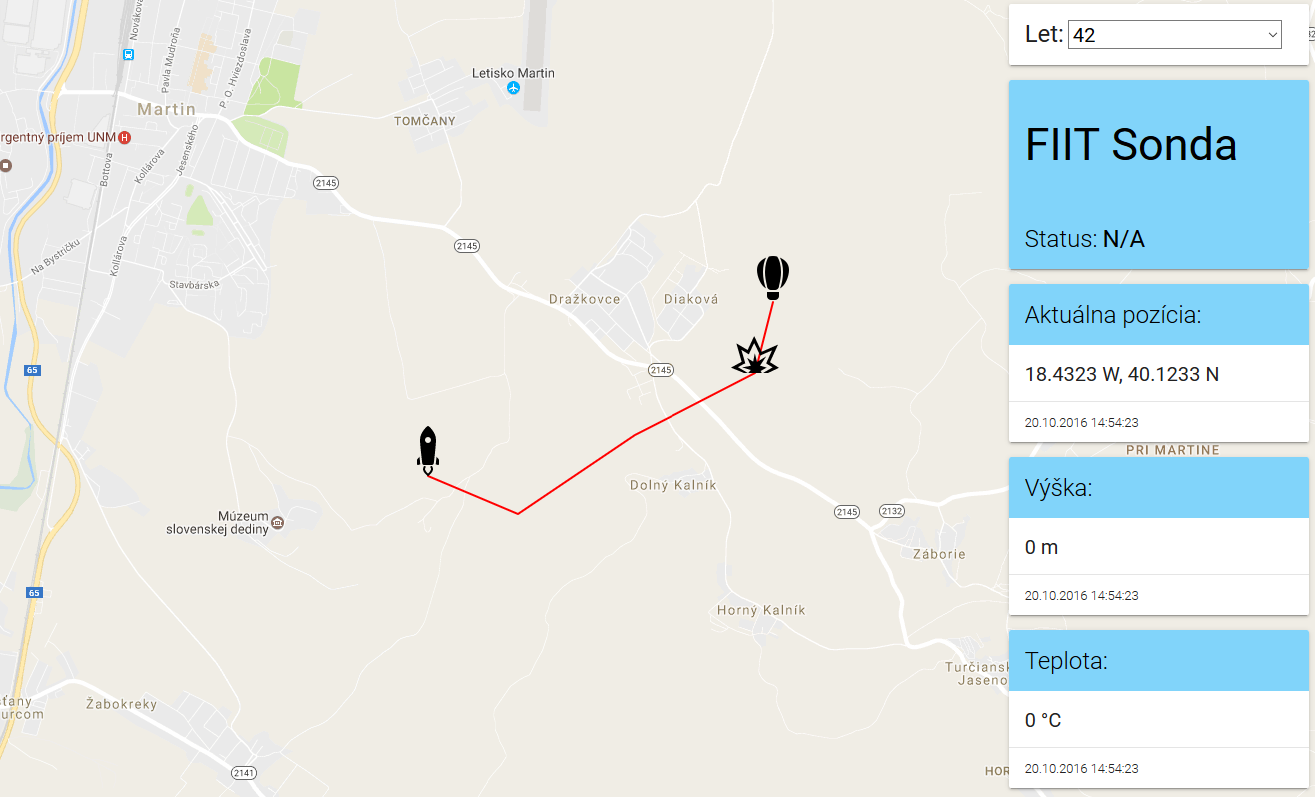 Nováková
Pavla Mudroňa
P. O. Hviezdoslava
Letisko Martin
Martin
TOMČANY
rgentný príjem UNM
H
Bottova
Kollárova
Jesenského
2145
2145
Na Bystričku
Kollárova
Stavbárska
Dražkovce
Diaková
65
2145
Dolný Kalník
Múzeum
slovenskej dediny
2145
2132
PRI MARTINE
Záborie
65
Horný Kalník
Turčians
Jaseno
Žabokreky
ťany
urcom
2141
HOR
Let: 42
FIIT Sonda
Status: N/A
Aktuálna pozícia:
18.4323 W, 40.1233 N
20.10.2016 14:54:23
Výška:
0 m
20.10.2016 14:54:23
Teplota:
0 °C
20.10.2016 14:54:23